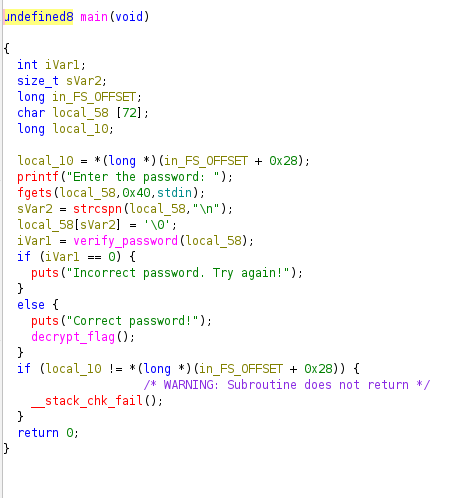 undefined8 main(void)
{
int iVar1;
size_t sVar2;
long in_FS_OFFSET;
char local_58 [72];
long local_10;
local_10 = *(long *)(in_FS_OFFSET + 0x28);
printf("Enter the password: ");
fgets(local_58,0x40,stdin);
sVar2 = strcspn(local_58,"\n");
local_58[sVar2] = '\0';
iVar1 = verify_password(local_58);
if (iVar1 == 0) {
puts("Incorrect password. Try again!");
}
else {
puts("Correct password!");
decrypt_flag();
}
if (local_10 != *(long *)(in_FS_OFFSET + 0x28)) {
/* WARNING: Subroutine does not return */
__stack_chk_fail();
}
return 0;
}